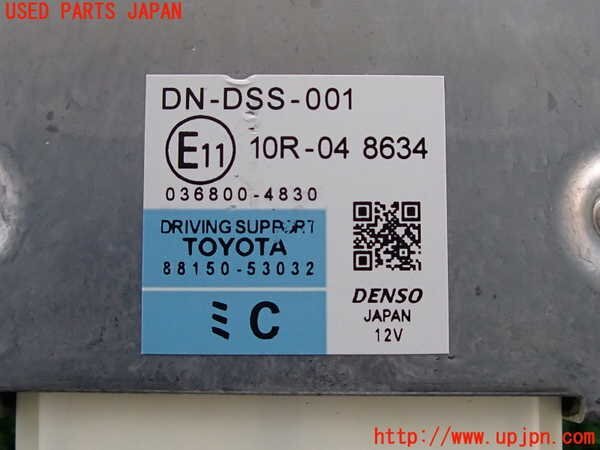 USED PARTS JAPAN
DN-DSS-001
E11 10R-04 8634
036800-4830
DRIVING SUPPORT
TOYOTA
88150-53032
C
DENSO
JAPAN
12V
http://www.upjpn.com/